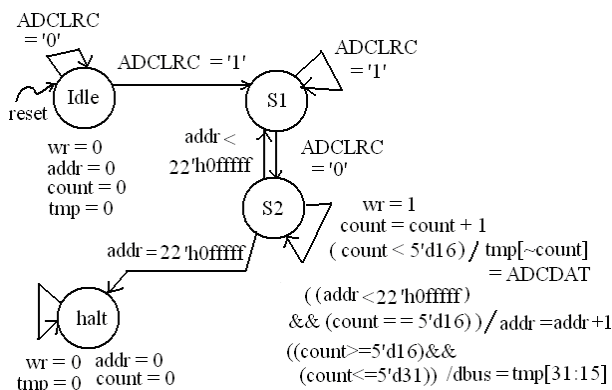 ADCLRC
= '0'
ADCLRC = '1'
ADCLRC
= '1'
Idle
S1
reset
wr = 0
addr = 0
count = 0
tmp = 0
addr <
22'h0fffff
ADCLRC
= '0'
S2
wr = 1
count = count + 1
( count < 5'd16) / tmp[~count]
= ADCDAT
addr = 22'h0fffff
((addr <22'h0fffff)
&& (count == 5'd16)) / addr =addr +1
((count>=5'd16)&&
(count<=5'd31)) /dbus =tmp[31:15]
halt
wr = 0 addr = 0
tmp = 0 count = 0